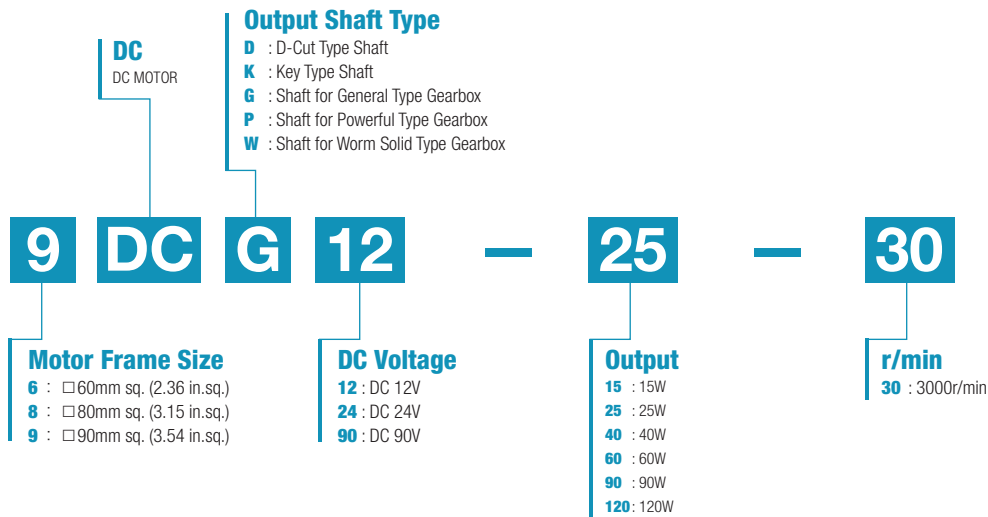 DC
DC MOTOR
Output Shaft Type
D : D-Cut Type Shaft
K : Key Type Shaft
G : Shaft for General Type Gearbox
P : Shaft for Powerful Type Gearbox
W : Shaft for Worm Solid Type Gearbox
9 DC G 12 — 25 — 30
Motor Frame Size
6 : □60mm sq. (2.36 in.sq.)
8 : □80mm sq. (3.15 in.sq.)
9 : □90mm sq. (3.54 in.sq.)
DC Voltage
12 : DC 12V
24 : DC 24V
90 : DC 90V
Output
15 : 15W
25 : 25W
40 : 40W
60 : 60W
90 : 90W
120 : 120W
r/min
30 : 3000r/min